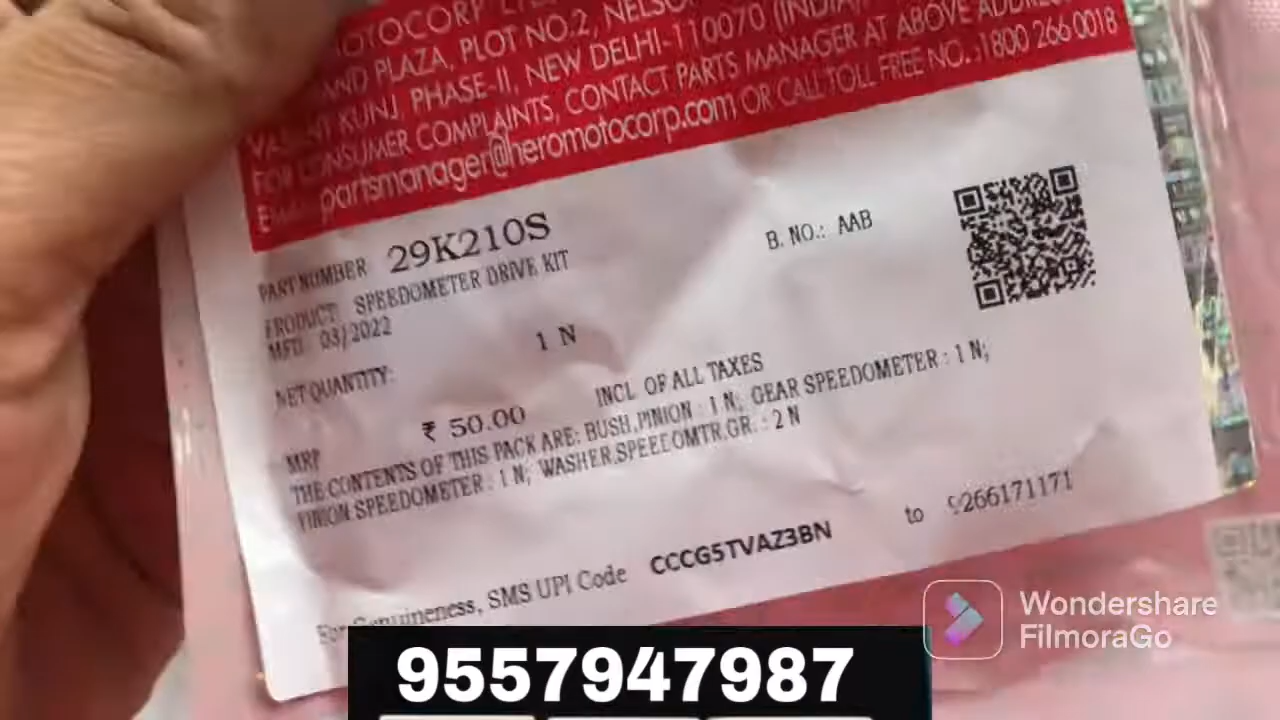 OTOCORP
AND PLAZA, PLOT NO.2, NELSO
KUNJ PHASE-II, NEW DELHI-110070 (INDIA)
FOR CONSUMER COMPLAINTS, CONTACT PARTS MANAGER AT ABOVE ADDRE
partsmanager@heromotocorp.com OR CALL TOLL FREE NO.:1800 266 0018
PART NUMBER 29K210S
B. NO.: AAB
PRODUCT: SPEEDOMETER DRIVE KIT
MFD 03/2022
NET QUANTITY: 1 N
MRP ₹ 50.00 INCL OF ALL TAXES
THE CONTENTS OF THIS PACK ARE: BUSH,PINION : 1 N; GEAR SPEEDOMETER : 1 N;
PINION SPEEDOMETER : 1 N; WASHER,SPEEDOMTR.GR. : 2 N
For Genuineness, SMS UPI Code CCCG5TVAZ3BN to 9266171171
Wondershare
FilmoraGo
9557947987